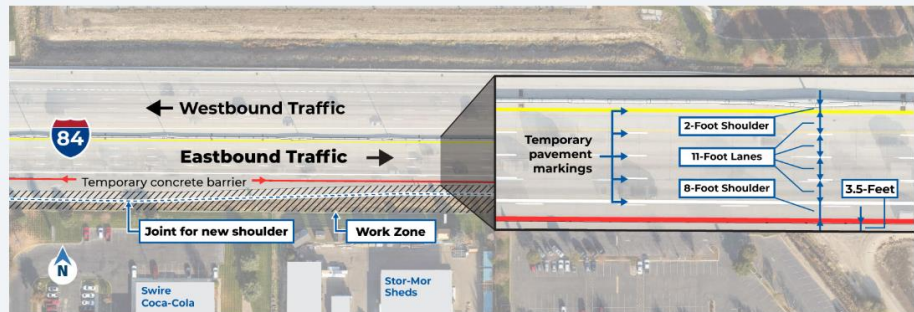 ← Westbound Traffic
84
Eastbound Traffic →
Temporary concrete barrier
Joint for new shoulder
Work Zone
N
Swire
Coca-Cola
Stor-Mor
Sheds
Temporary
pavement
markings
2-Foot Shoulder
11-Foot Lanes
8-Foot Shoulder
3.5-Feet